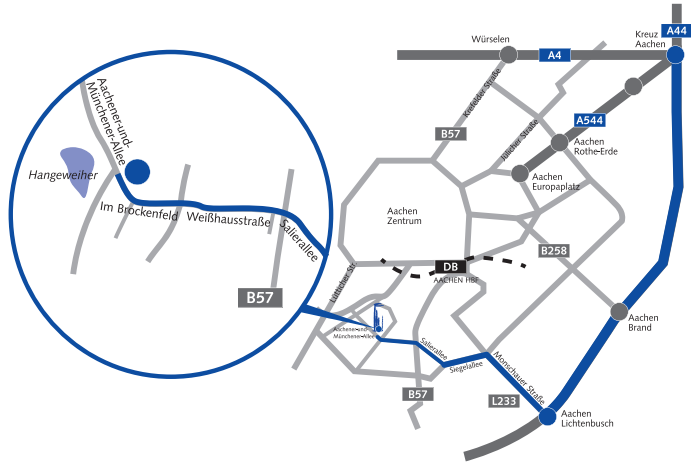 A44
Kreuz
Aachen
Würselen
A4
Krefelder Straße
A544
B57
Jülicher Straße
Aachen
Rothe-Erde
Aachen
Europaplatz
Aachener-und-
Münchener-Allee
Hangeweiher
Im Brockenfeld
Weißhausstraße
Salierallee
B57
Aachen
Zentrum
B258
DB
AACHEN HBF
Lütticher Str.
Aachener-und-
Münchener-Allee
Salierallee
Siegelallee
Monschauer Straße
Aachen
Brand
B57
L233
Aachen
Lichtenbusch